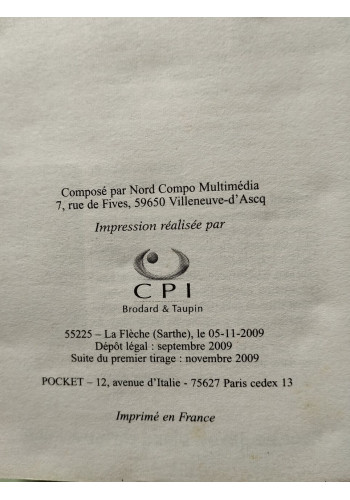 Composé par Nord Compo Multimédia
7, rue de Fives, 59650 Villeneuve-d'Ascq
Impression réalisée par
CPI
Brodard & Taupin
55225 – La Flèche (Sarthe), le 05-11-2009
Dépôt légal : septembre 2009
Suite du premier tirage : novembre 2009
POCKET – 12, avenue d'Italie - 75627 Paris cedex 13
Imprimé en France